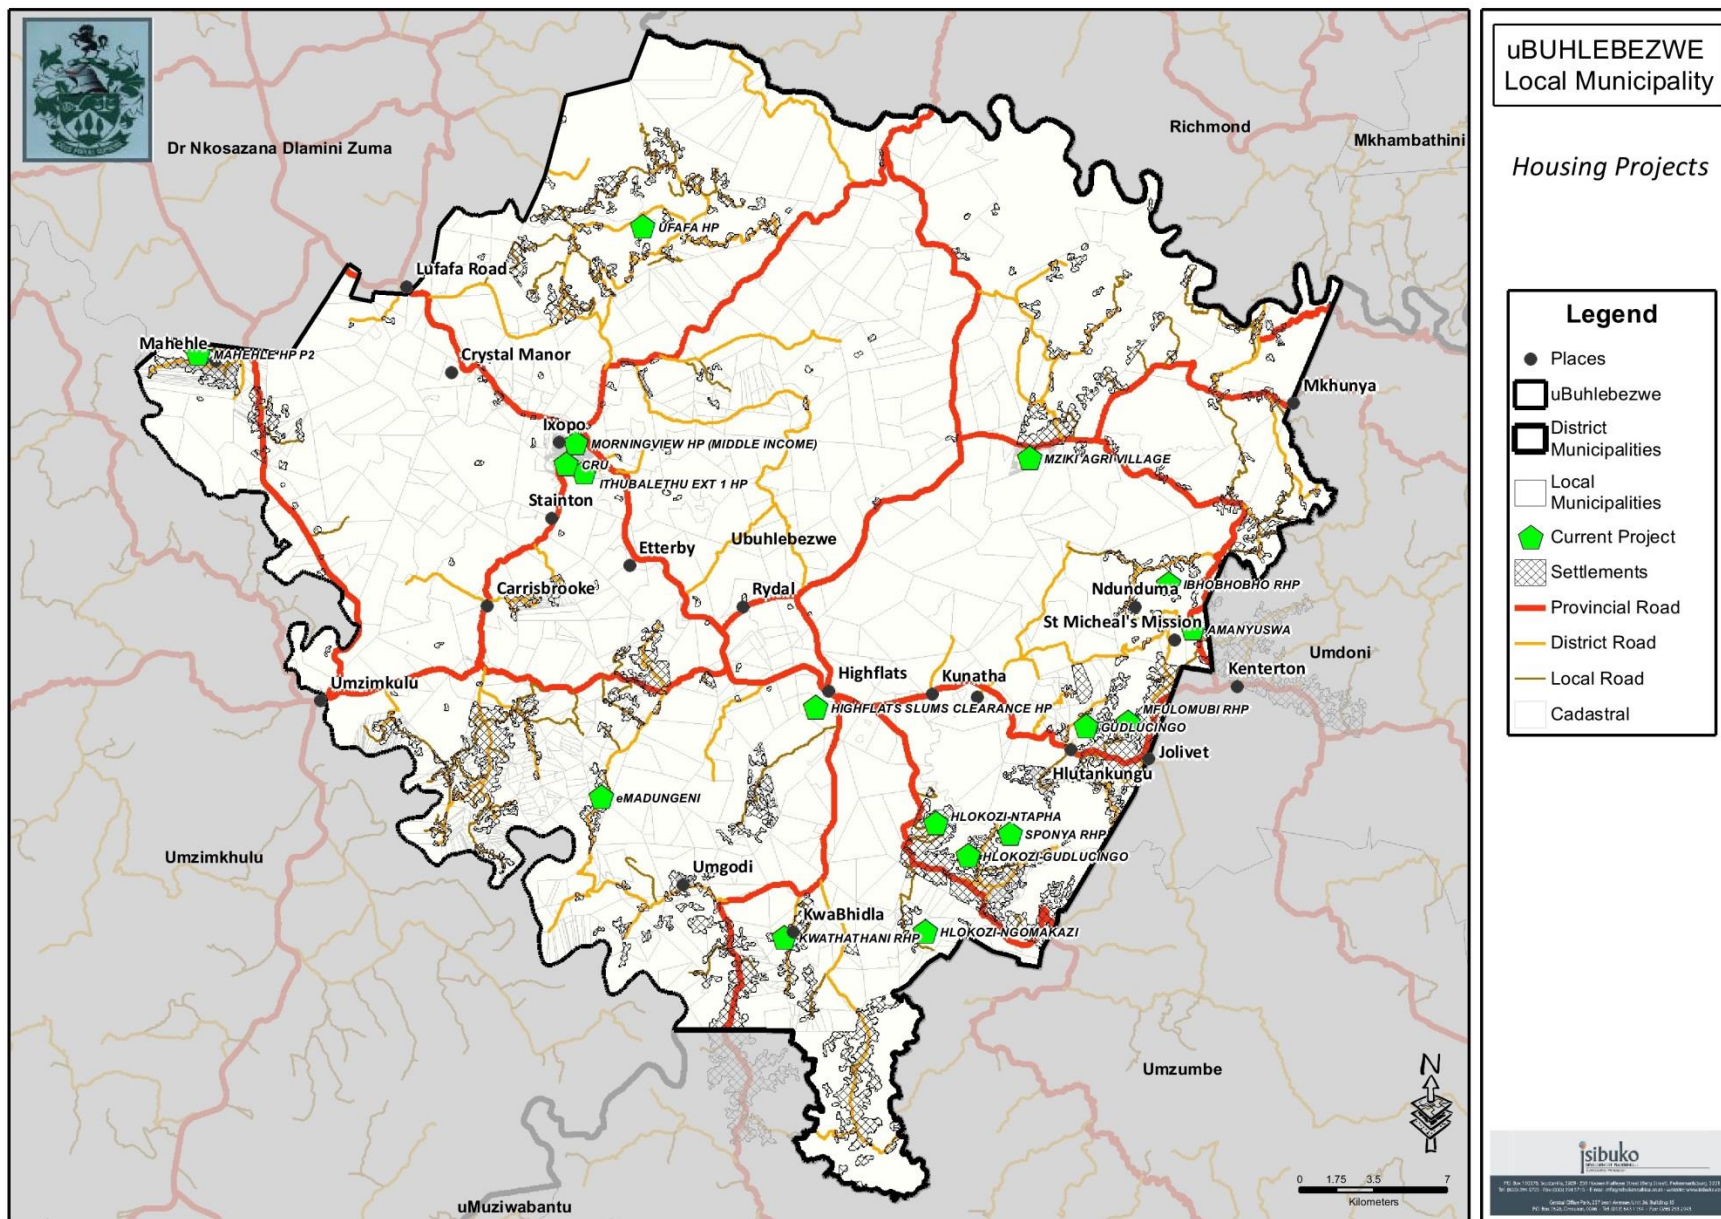 uBUHLEBEZWE
Local Municipality
Housing Projects
Legend
Places
uBuhlebezwe
District
Municipalities
Local
Municipalities
Current Project
Settlements
Provincial Road
District Road
Local Road
Cadastral
Richmond
Mkhambathini
Dr Nkosazana Dlamini Zuma
UFAFA HP
Lufafa Road
Mahehle
MAHEHLE HP P2
Crystal Manor
Mkhunya
Ixopo
MORNINGVIEW HP (MIDDLE INCOME)
CRU
ITHUBALETHU EXT 1 HP
MZIKI AGRI VILLAGE
Stainton
Ubuhlebezwe
Etterby
Carrisbrooke
Rydal
IBHOBHOBHO RHP
Ndunduma
St Micheal's Mission
AMANYUSWA
Umdoni
Kenterton
Umzimkulu
Highflats
Kunatha
HIGHFLATS SLUMS CLEARANCE HP
MFULOMUBI RHP
GUDLUCINGO
Jolivet
Hlutankungu
eMADUNGENI
HLOKOZI-NTAPHA
SPONYA RHP
HLOKOZI-GUDLUCINGO
Umzimkhulu
Umgodi
KwaBhidla
KWATHATHANI RHP
HLOKOZI-NGOMAKAZI
Umzumbe
uMuziwabantu
N
0 1.75 3.5 7
Kilometers
isibuko